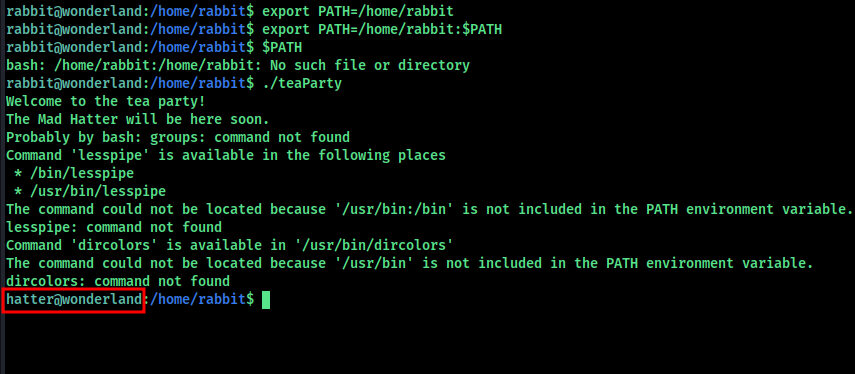 rabbit@wonderland:/home/rabbit$ export PATH=/home/rabbit
rabbit@wonderland:/home/rabbit$ export PATH=/home/rabbit:$PATH
rabbit@wonderland:/home/rabbit$ $PATH
bash: /home/rabbit:/home/rabbit: No such file or directory
rabbit@wonderland:/home/rabbit$ ./teaParty
Welcome to the tea party!
The Mad Hatter will be here soon.
Probably by bash: groups: command not found
Command 'lesspipe' is available in the following places
 * /bin/lesspipe
 * /usr/bin/lesspipe
The command could not be located because '/usr/bin:/bin' is not included in the PATH environment variable.
lesspipe: command not found
Command 'dircolors' is available in '/usr/bin/dircolors'
The command could not be located because '/usr/bin' is not included in the PATH environment variable.
dircolors: command not found
hatter@wonderland:/home/rabbit$